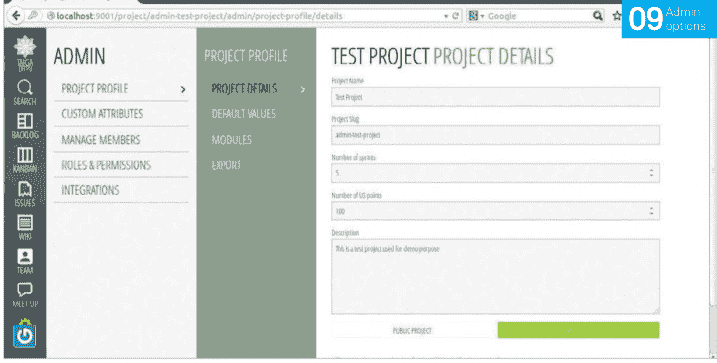 localhost:9001/project/admin-test-project/admin/project-profile/details
Google
09 Admin options
TAIGA
SEARCH
BACKLOG
KANBAN
ISSUES
WIKI
TEAM
MEET UP
ADMIN
PROJECT PROFILE
CUSTOM ATTRIBUTES
MANAGE MEMBERS
ROLES & PERMISSIONS
INTEGRATIONS
PROJECT PROFILE
PROJECT DETAILS
DEFAULT VALUES
MODULES
EXPORT
TEST PROJECT PROJECT DETAILS
Project Name
Test Project
Project Slug
admin-test-project
Number of sprints
5
Number of US points
100
Description
This is a test project used for demo purpose
PUBLIC PROJECT